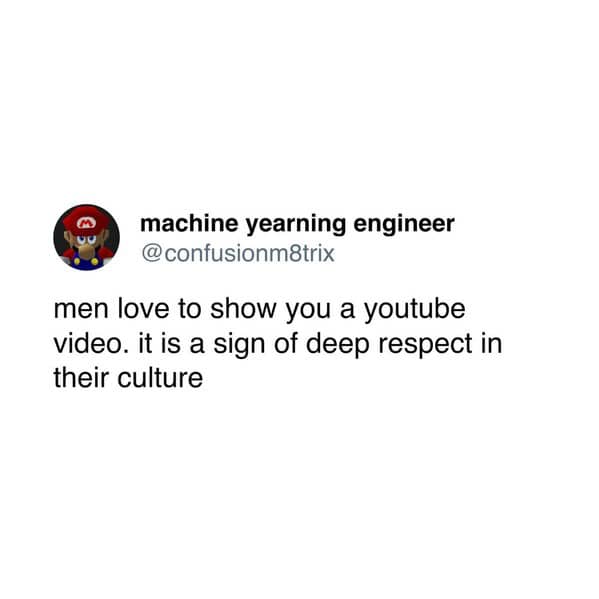 machine yearning engineer
@confusionm8trix
men love to show you a youtube
video. it is a sign of deep respect in
their culture